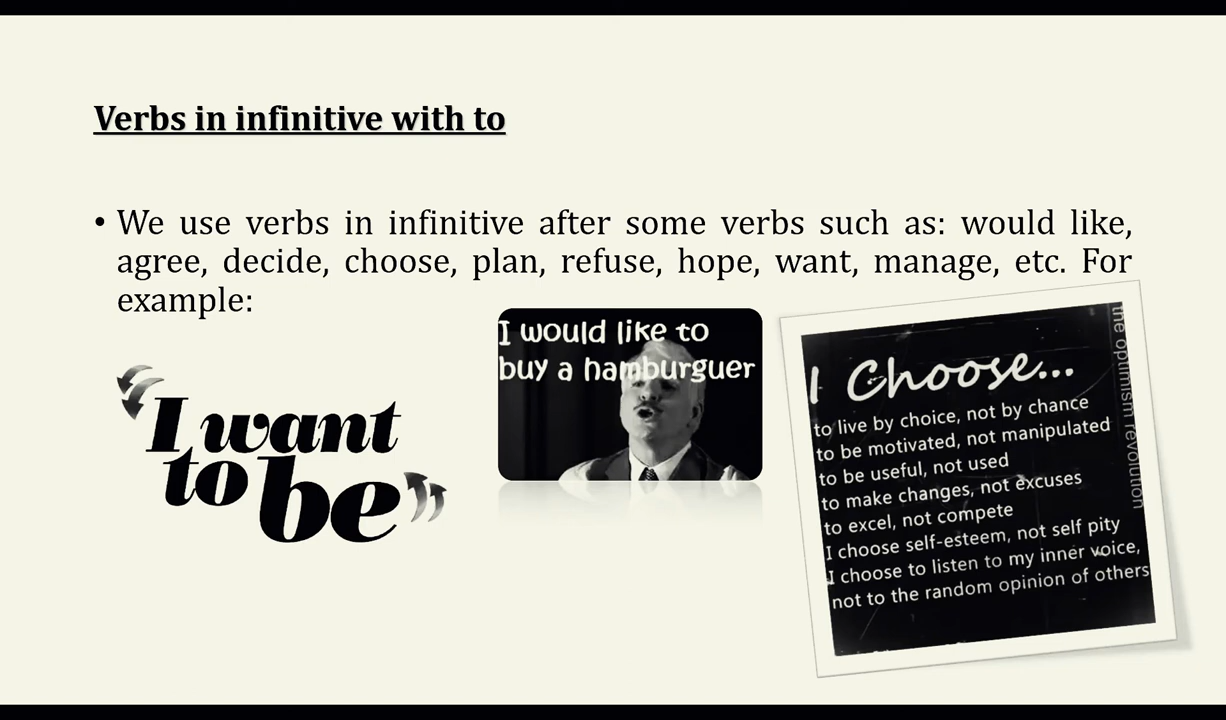 Verbs in infinitive with to
• We use verbs in infinitive after some verbs such as: would like,
agree, decide, choose, plan, refuse, hope, want, manage, etc. For
example:
I want
to be
I would like to
buy a hamburguer
I Choose...
to live by choice, not by chance
to be motivated, not manipulated
to be useful, not used
to make changes, not excuses
to excel, not compete
I choose self-esteem, not self pity
I choose to listen to my inner voice,
not to the random opinion of others
the optimism revolution